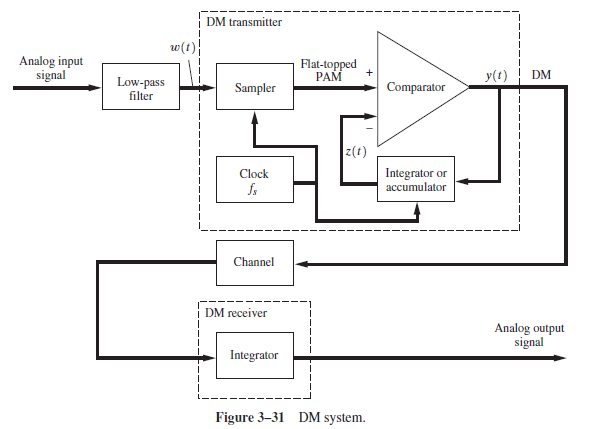 DM transmitter
w(t)
Analog input
signal
Low-pass
filter
Sampler
Flat-topped
PAM
+
Comparator
y(t)
DM
−
z(t)
Clock
fs
Integrator or
accumulator
Channel
DM receiver
Integrator
Analog output
signal
Figure 3–31 DM system.